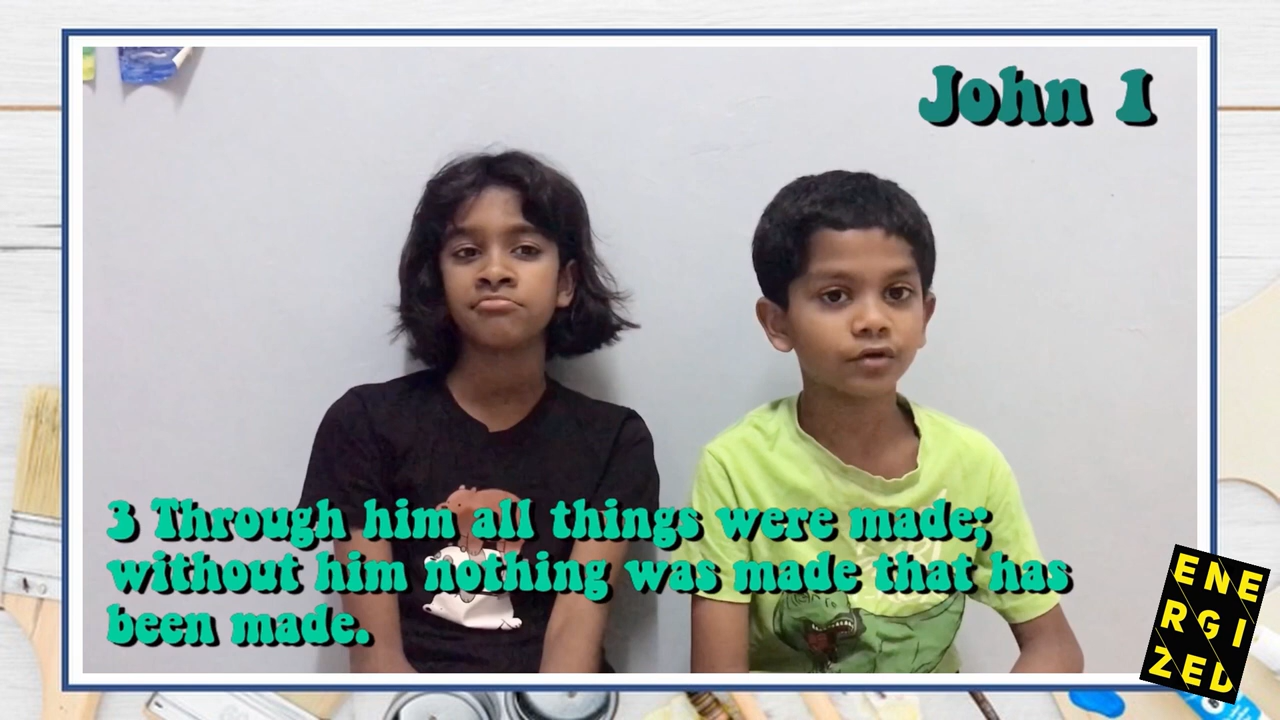 John 1
3 Through him all things were made;
without him nothing was made that has
been made.
ENE
RGI
ZED